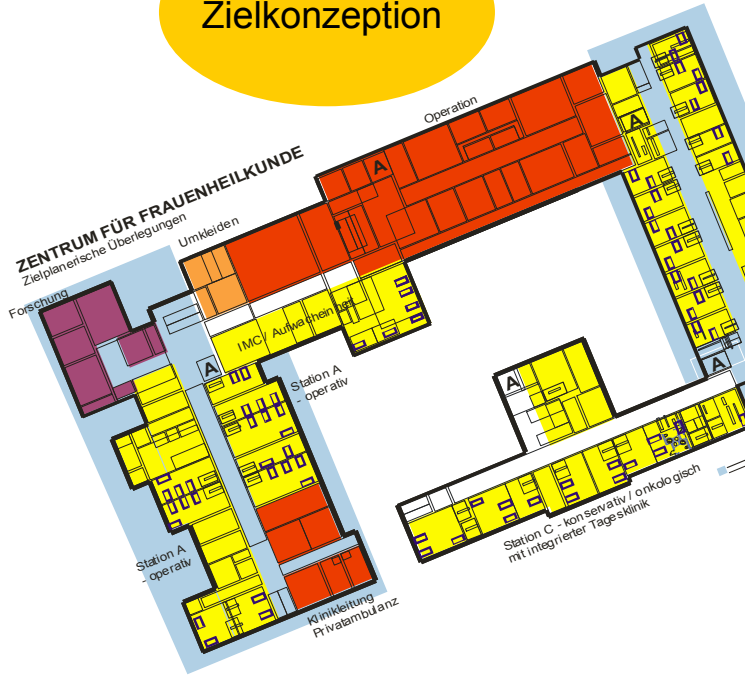 Zielkonzeption
Operation
A
A
ZENTRUM FÜR FRAUENHEILKUNDE
Zielplanerische Überlegungen
Umkleiden
Forschung
IMC / Aufwacheinheit
A
Station A
- operativ
A
A
Station A
- operativ
Station C - konservativ / onkologisch
mit integrierter Tagesklinik
Klinikleitung
Privatambulanz